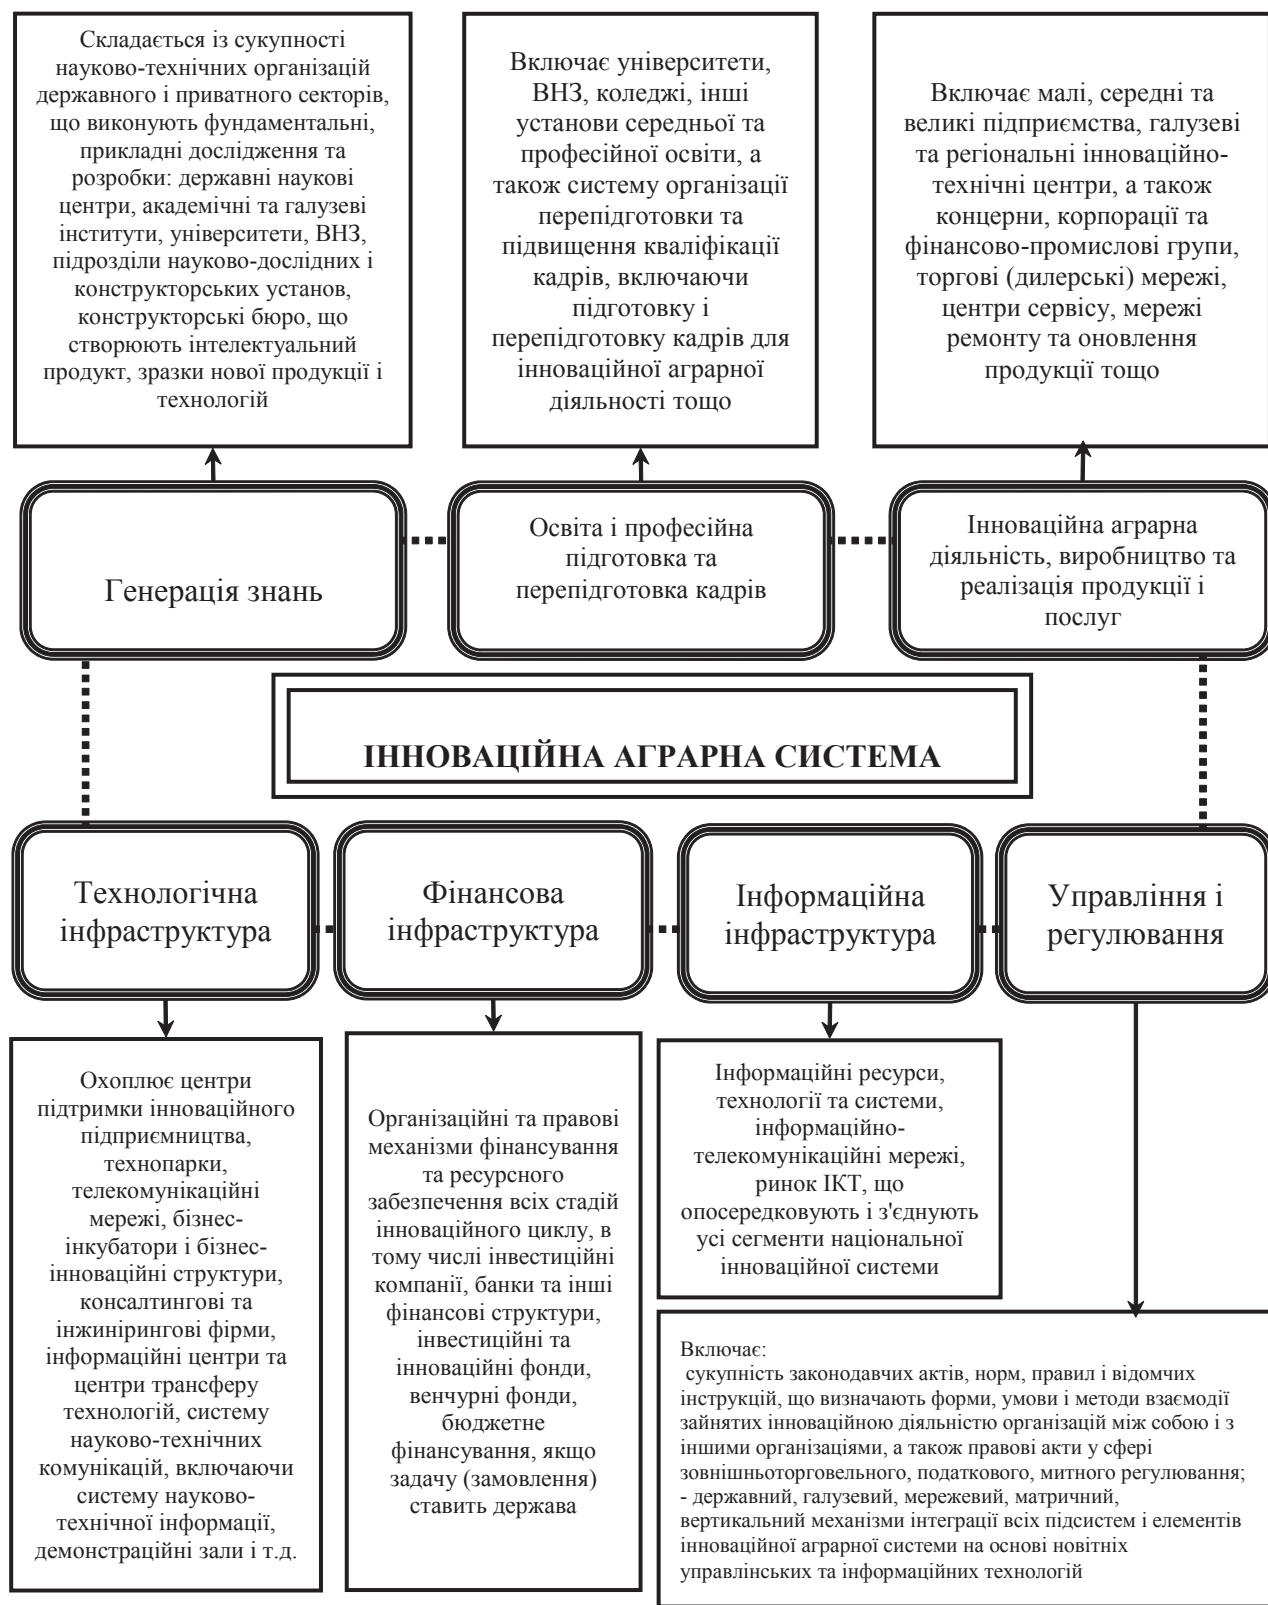 Складається із сукупності
науково-технічних організацій
державного і приватного секторів,
що виконують фундаментальні,
прикладні дослідження та
розробки: державні наукові
центри, академічні та галузеві
інститути, університети, ВНЗ,
підрозділи науково-дослідних і
конструкторських установ,
конструкторські бюро, що
створюють інтелектуальний
продукт, зразки нової продукції і
технологій
Включає університети,
ВНЗ, коледжі, інші
установи середньої та
професійної освіти, а
також систему організації
перепідготовки та
підвищення кваліфікації
кадрів, включаючи
підготовку і
перепідготовку кадрів для
інноваційної аграрної
діяльності тощо
Включає малі, середні та
великі підприємства, галузеві
та регіональні інноваційно-
технічні центри, а також
концерни, корпорації та
фінансово-промислові групи,
торгові (дилерські) мережі,
центри сервісу, мережі
ремонту та оновлення
продукції тощо
Генерація знань
Освіта і професійна
підготовка та
перепідготовка кадрів
Інноваційна аграрна
діяльність, виробництво та
реалізація продукції і
послуг
ІННОВАЦІЙНА АГРАРНА СИСТЕМА
Технологічна
інфраструктура
Фінансова
інфраструктура
Інформаційна
інфраструктура
Управління і
регулювання
Охоплює центри
підтримки інноваційного
підприємництва,
технопарки,
телекомунікаційні
мережі, бізнес-
інкубатори і бізнес-
інноваційні структури,
консалтингові та
інжинірингові фірми,
інформаційні центри та
центри трансферу
технологій, систему
науково-технічних
комунікацій, включаючи
систему науково-
технічної інформації,
демонстраційні зали і т.д.
Організаційні та правові
механізми фінансування
та ресурсного
забезпечення всіх стадій
інноваційного циклу, в
тому числі інвестиційні
компанії, банки та інші
фінансові структури,
інвестиційні та
інноваційні фонди,
венчурні фонди,
бюджетне
фінансування, якщо
задачу (замовлення)
ставить держава
Інформаційні ресурси,
технології та системи,
інформаційно-
телекомунікаційні мережі,
ринок ІКТ, що
опосередковують і з'єднують
усі сегменти національної
інноваційної системи
Включає:
сукупність законодавчих актів, норм, правил і відомчих
інструкцій, що визначають форми, умови і методи взаємодії
зайнятих інноваційною діяльністю організацій між собою і з
іншими організаціями, а також правові акти у сфері
зовнішньоторговельного, податкового, митного регулювання;
- державний, галузевий, мережевий, матричний,
вертикальний механізми інтеграції всіх підсистем і елементів
інноваційної аграрної системи на основі новітніх
управлінських та інформаційних технологій